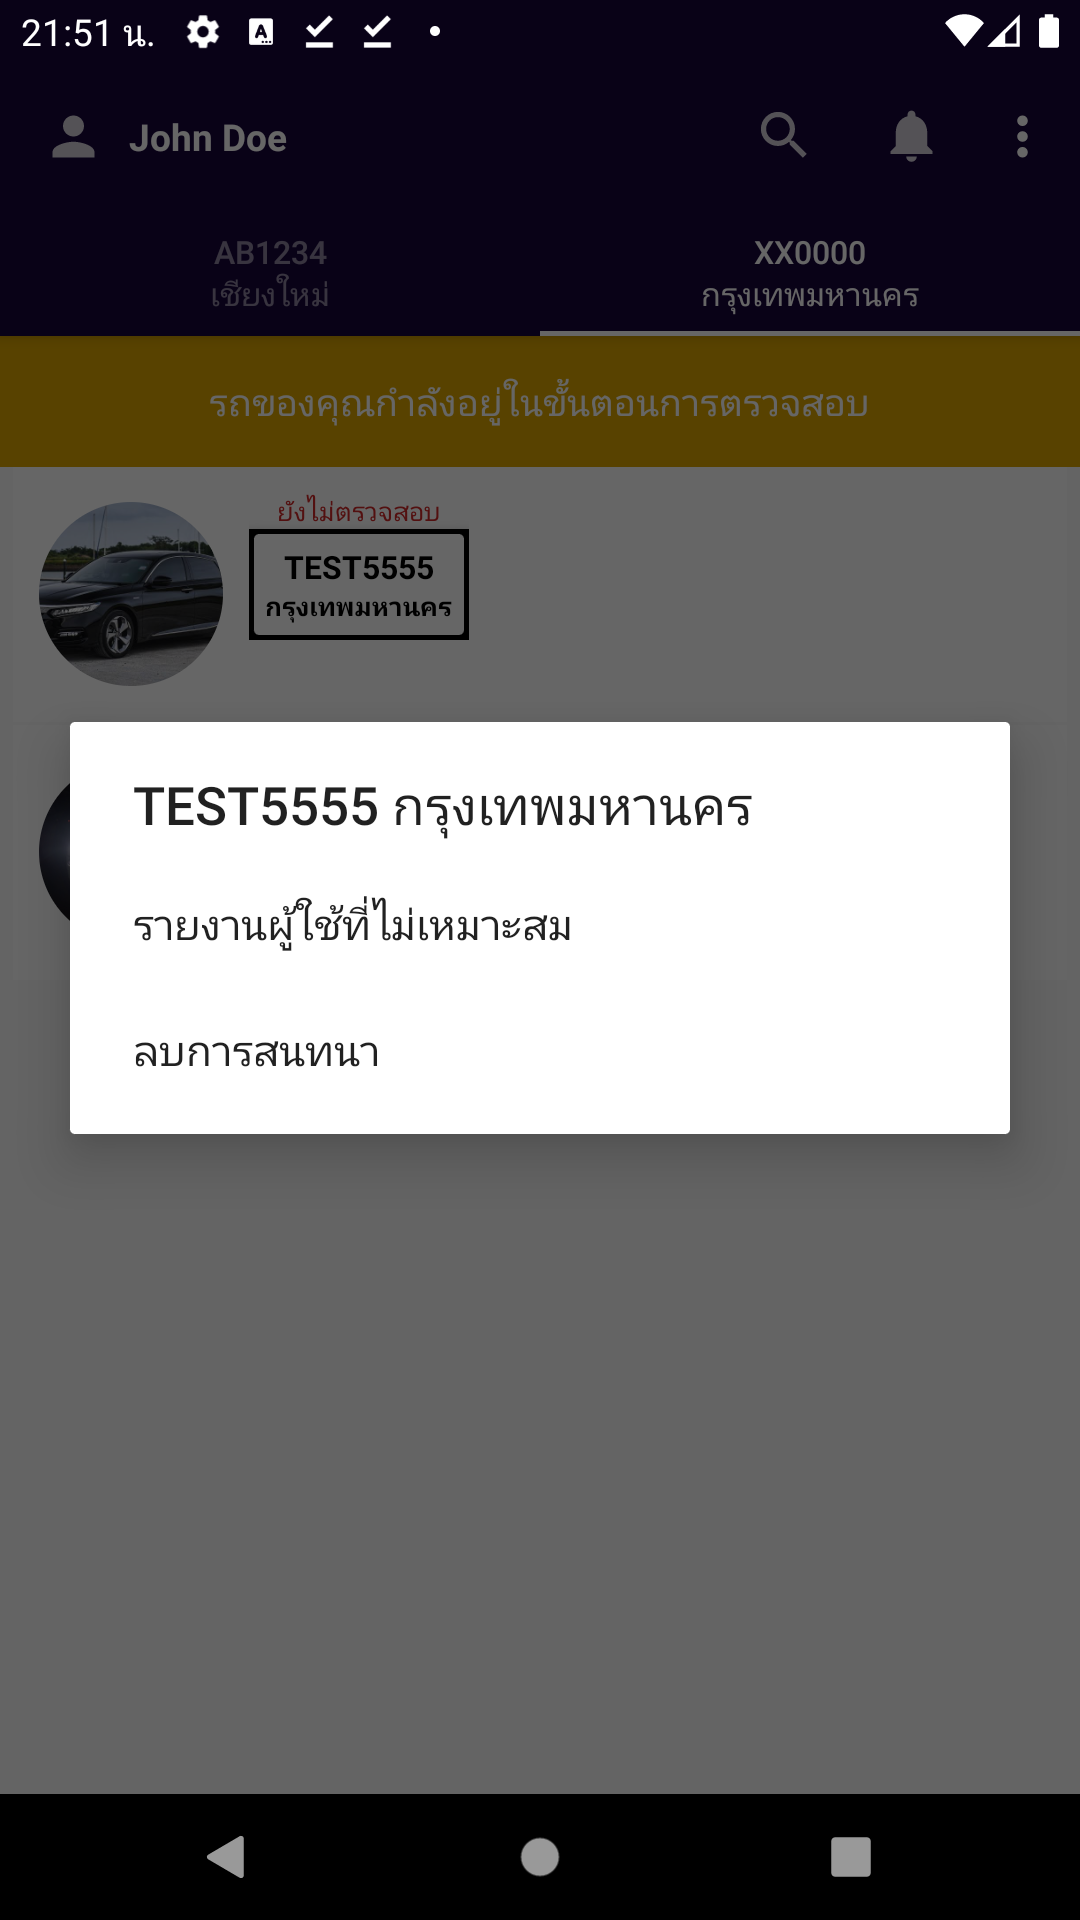 21:51 น.
John Doe
AB1234
เชียงใหม่
XX0000
กรุงเทพมหานคร
รถของคุณกำลังอยู่ในขั้นตอนการตรวจสอบ
ยังไม่ตรวจสอบ
TEST5555
กรุงเทพมหานคร
TEST5555 กรุงเทพมหานคร
รายงานผู้ใช้ที่ไม่เหมาะสม
ลบการสนทนา